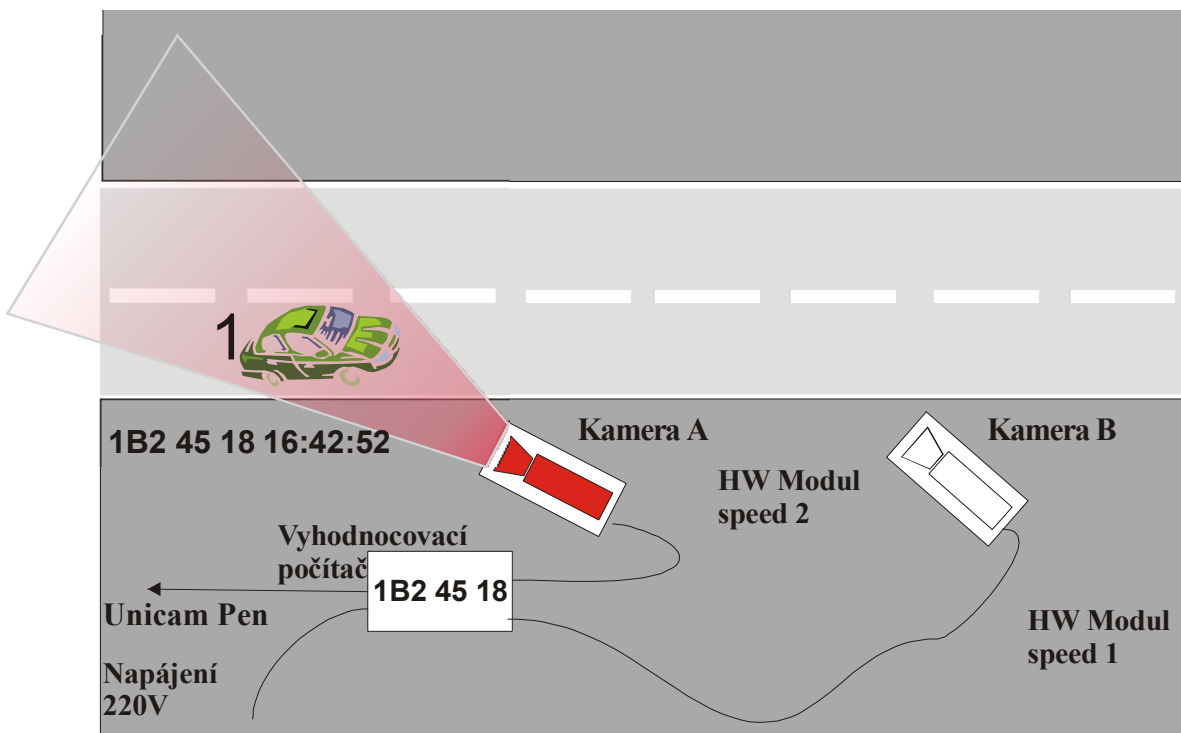 1
1B2 45 18 16:42:52
Kamera A
Kamera B
HW Modul
speed 2
Vyhodnocovací
počítač
1B2 45 18
Unicam Pen
HW Modul
speed 1
Napájení
220V